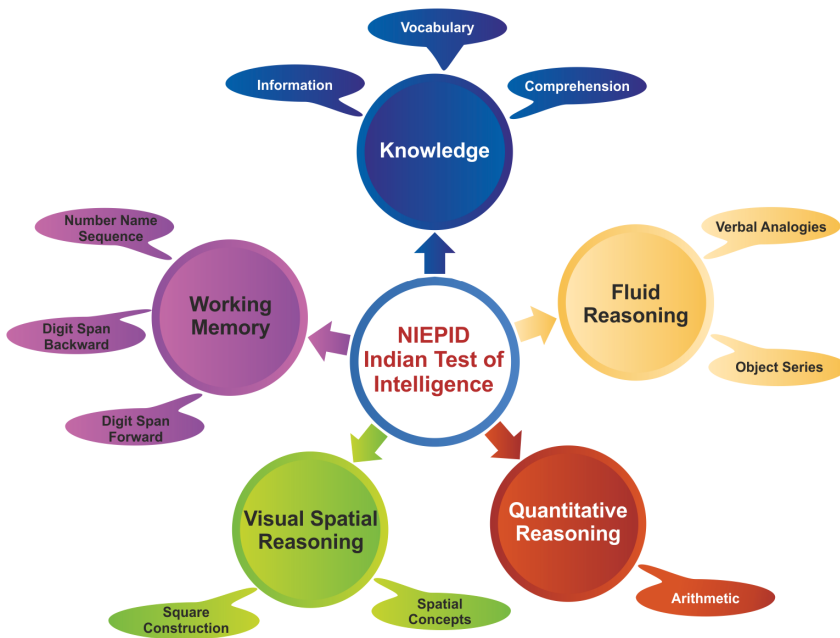 Vocabulary
Information
Comprehension
Knowledge
Number Name
Sequence
Working
Memory
Digit Span
Backward
Digit Span
Forward
Verbal Analogies
Fluid
Reasoning
Object Series
NIEPID
Indian Test of
Intelligence
Visual Spatial
Reasoning
Square
Construction
Spatial
Concepts
Quantitative
Reasoning
Arithmetic